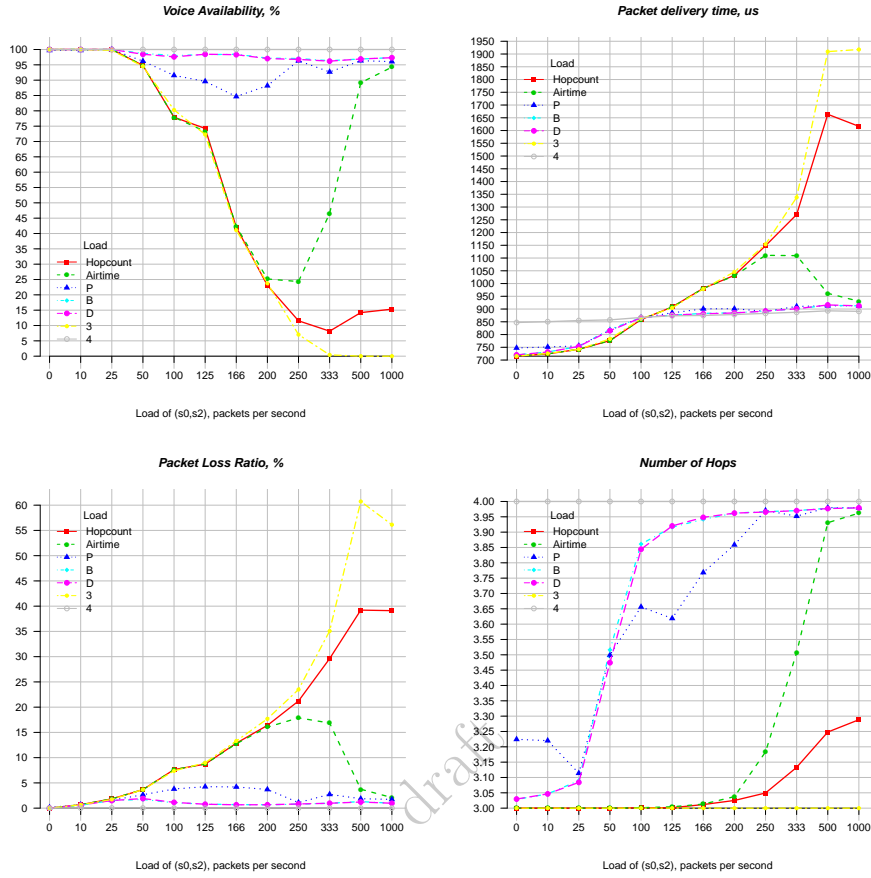 Voice Availability, %
100
95
90
85
80
75
70
65
60
55
50
45
40
35
30
25
20
15
10
5
0
Load
Hopcount
Airtime
P
B
D
3
4
0 10 25 50 100 125 166 200 250 333 500 1000
Load of (s0,s2), packets per second
Packet delivery time, us
1950
1900
1850
1800
1750
1700
1650
1600
1550
1500
1450
1400
1350
1300
1250
1200
1150
1100
1050
1000
950
900
850
800
750
700
Load
Hopcount
Airtime
P
B
D
3
4
0 10 25 50 100 125 166 200 250 333 500 1000
Load of (s0,s2), packets per second
Packet Loss Ratio, %
60
55
50
45
40
35
30
25
20
15
10
5
0
Load
Hopcount
Airtime
P
B
D
3
4
0 10 25 50 100 125 166 200 250 333 500 1000
Load of (s0,s2), packets per second
Number of Hops
4.00
3.95
3.90
3.85
3.80
3.75
3.70
3.65
3.60
3.55
3.50
3.45
3.40
3.35
3.30
3.25
3.20
3.15
3.10
3.05
3.00
Load
Hopcount
Airtime
P
B
D
3
4
0 10 25 50 100 125 166 200 250 333 500 1000
Load of (s0,s2), packets per second
draft